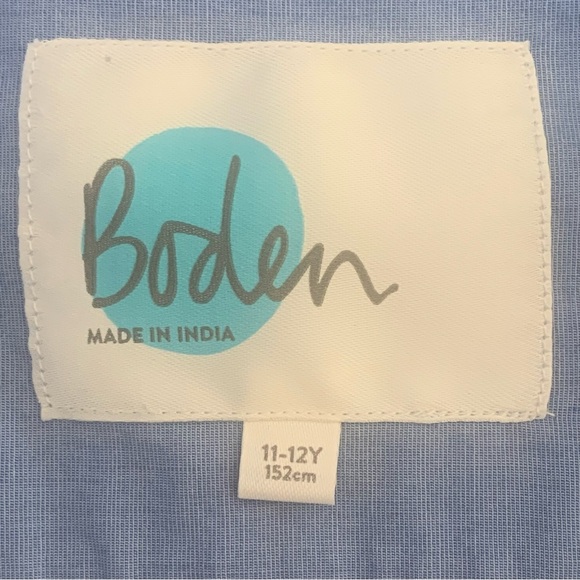 Boden
MADE IN INDIA
11-12Y
152cm